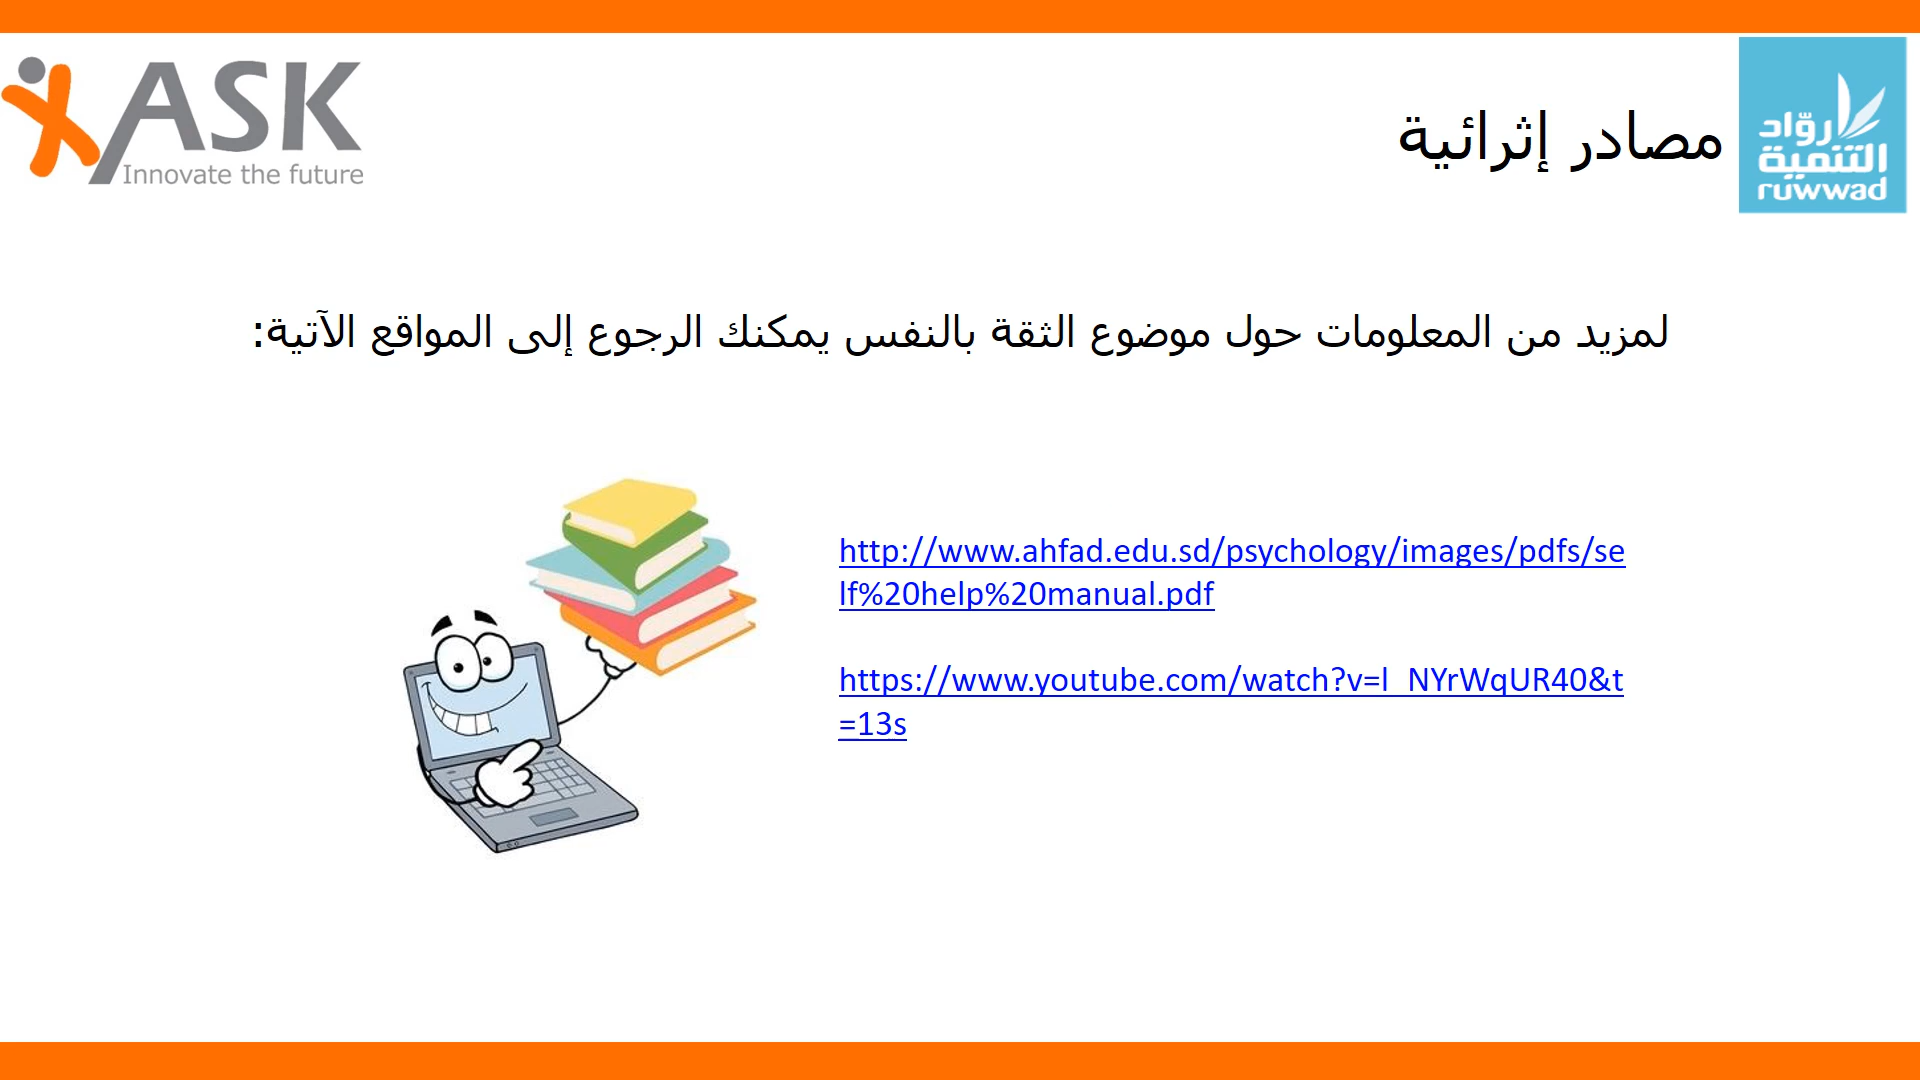 ASK
Innovate the future
مصادر إثرائية
روّاد
التنمية
ruwwad
لمزيد من المعلومات حول موضوع الثقة بالنفس يمكنك الرجوع إلى المواقع الآتية:
http://www.ahfad.edu.sd/psychology/images/pdfs/se
lf%20help%20manual.pdf
https://www.youtube.com/watch?v=l_NYrWqUR40&t
=13s